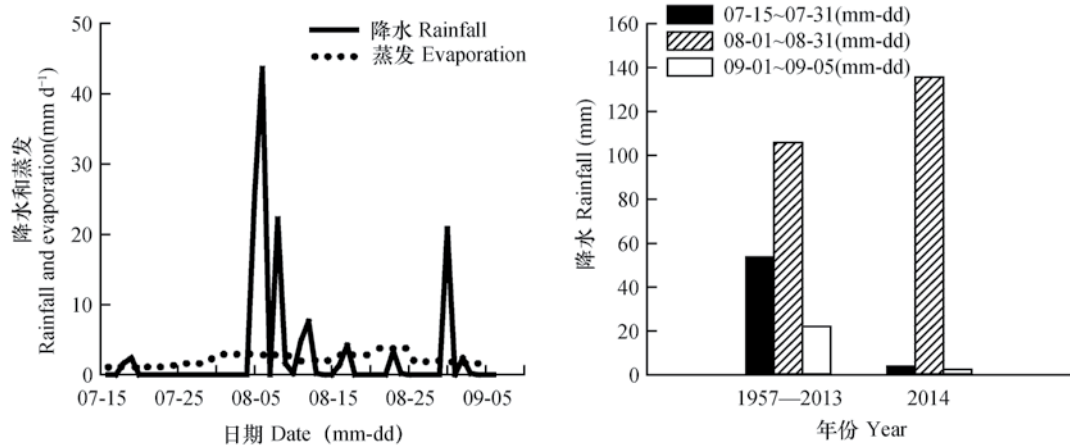 降水 Rainfall
蒸发 Evaporation
降水和蒸发
Rainfall and evaporation(mm d⁻¹)
50
40
30
20
10
0
07-15 07-25 08-05 08-15 08-25 09-05
日期 Date (mm-dd)
07-15~07-31(mm-dd)
08-01~08-31(mm-dd)
09-01~09-05(mm-dd)
降水 Rainfall (mm)
160
140
120
100
80
60
40
20
0
1957—2013 2014
年份 Year